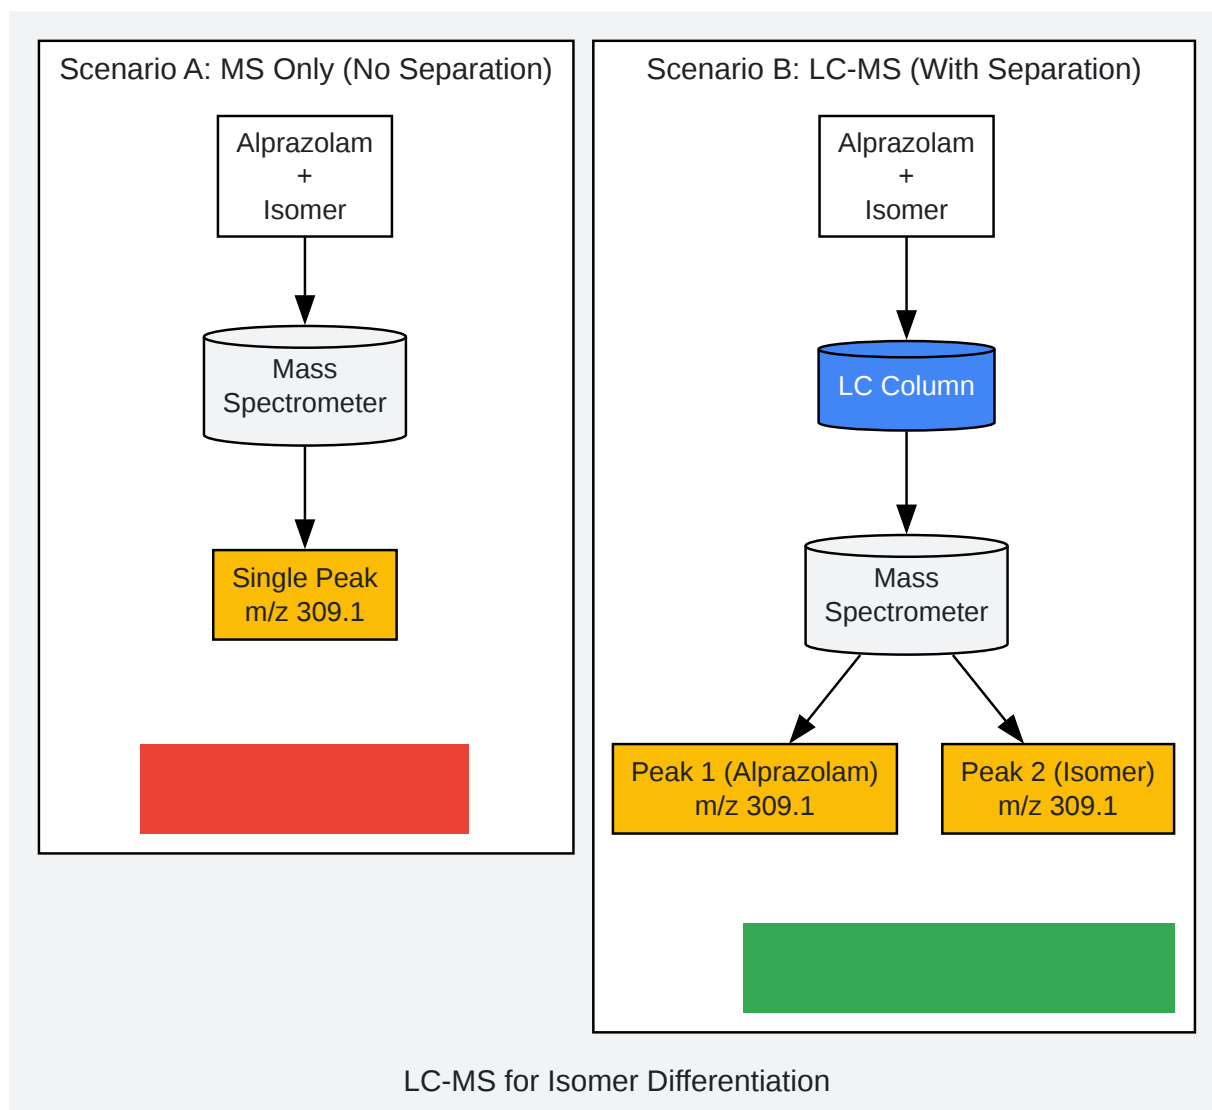 Scenario A: MS Only (No Separation)
Alprazolam
+
Isomer
Mass
Spectrometer
Single Peak
m/z 309.1
Scenario B: LC-MS (With Separation)
Alprazolam
+
Isomer
LC Column
Mass
Spectrometer
Peak 1 (Alprazolam)
m/z 309.1
Peak 2 (Isomer)
m/z 309.1
LC-MS for Isomer Differentiation